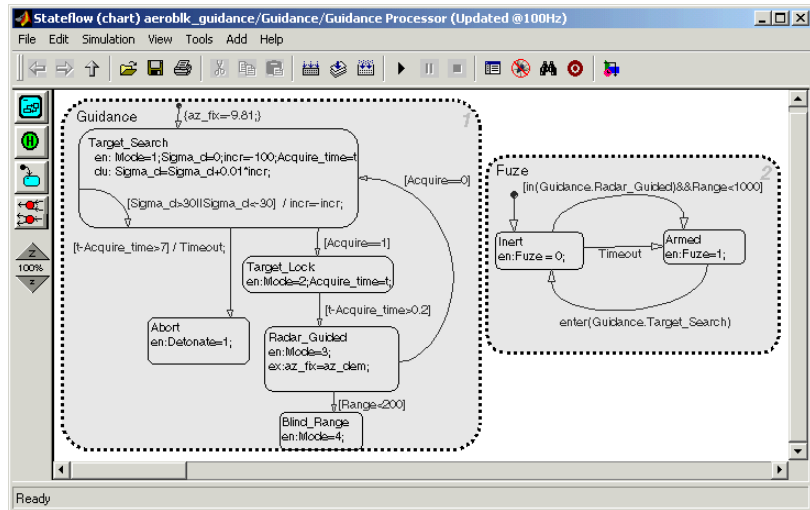 Stateflow (chart) aeroblk_guidance/Guidance/Guidance Processor (Updated @100Hz)
File Edit Simulation View Tools Add Help
Guidance
{az_fix=-9.81;}
1
Target_Search
en: Mode=1;Sigma_d=0;incr=-100;Acquire_time=t
du: Sigma_d=Sigma_d+0.01*incr;
[Acquire==0]
[Sigma_d>30||Sigma_d<-30] / incr=-incr;
[t-Acquire_time>7] / Timeout;
[Acquire==1]
Target_Lock
en:Mode=2;Acquire_time=t;
[t-Acquire_time>0.2]
Abort
en:Detonate=1;
Radar_Guided
en:Mode=3;
ex:az_fix=az_dem;
[Range<200]
Blind_Range
en:Mode=4;
Fuze
2
[in(Guidance.Radar_Guided)&&Range<1000]
Inert
en:Fuze = 0;
Timeout
Armed
en:Fuze=1;
enter(Guidance.Target_Search)
H
Z
100%
z
Ready